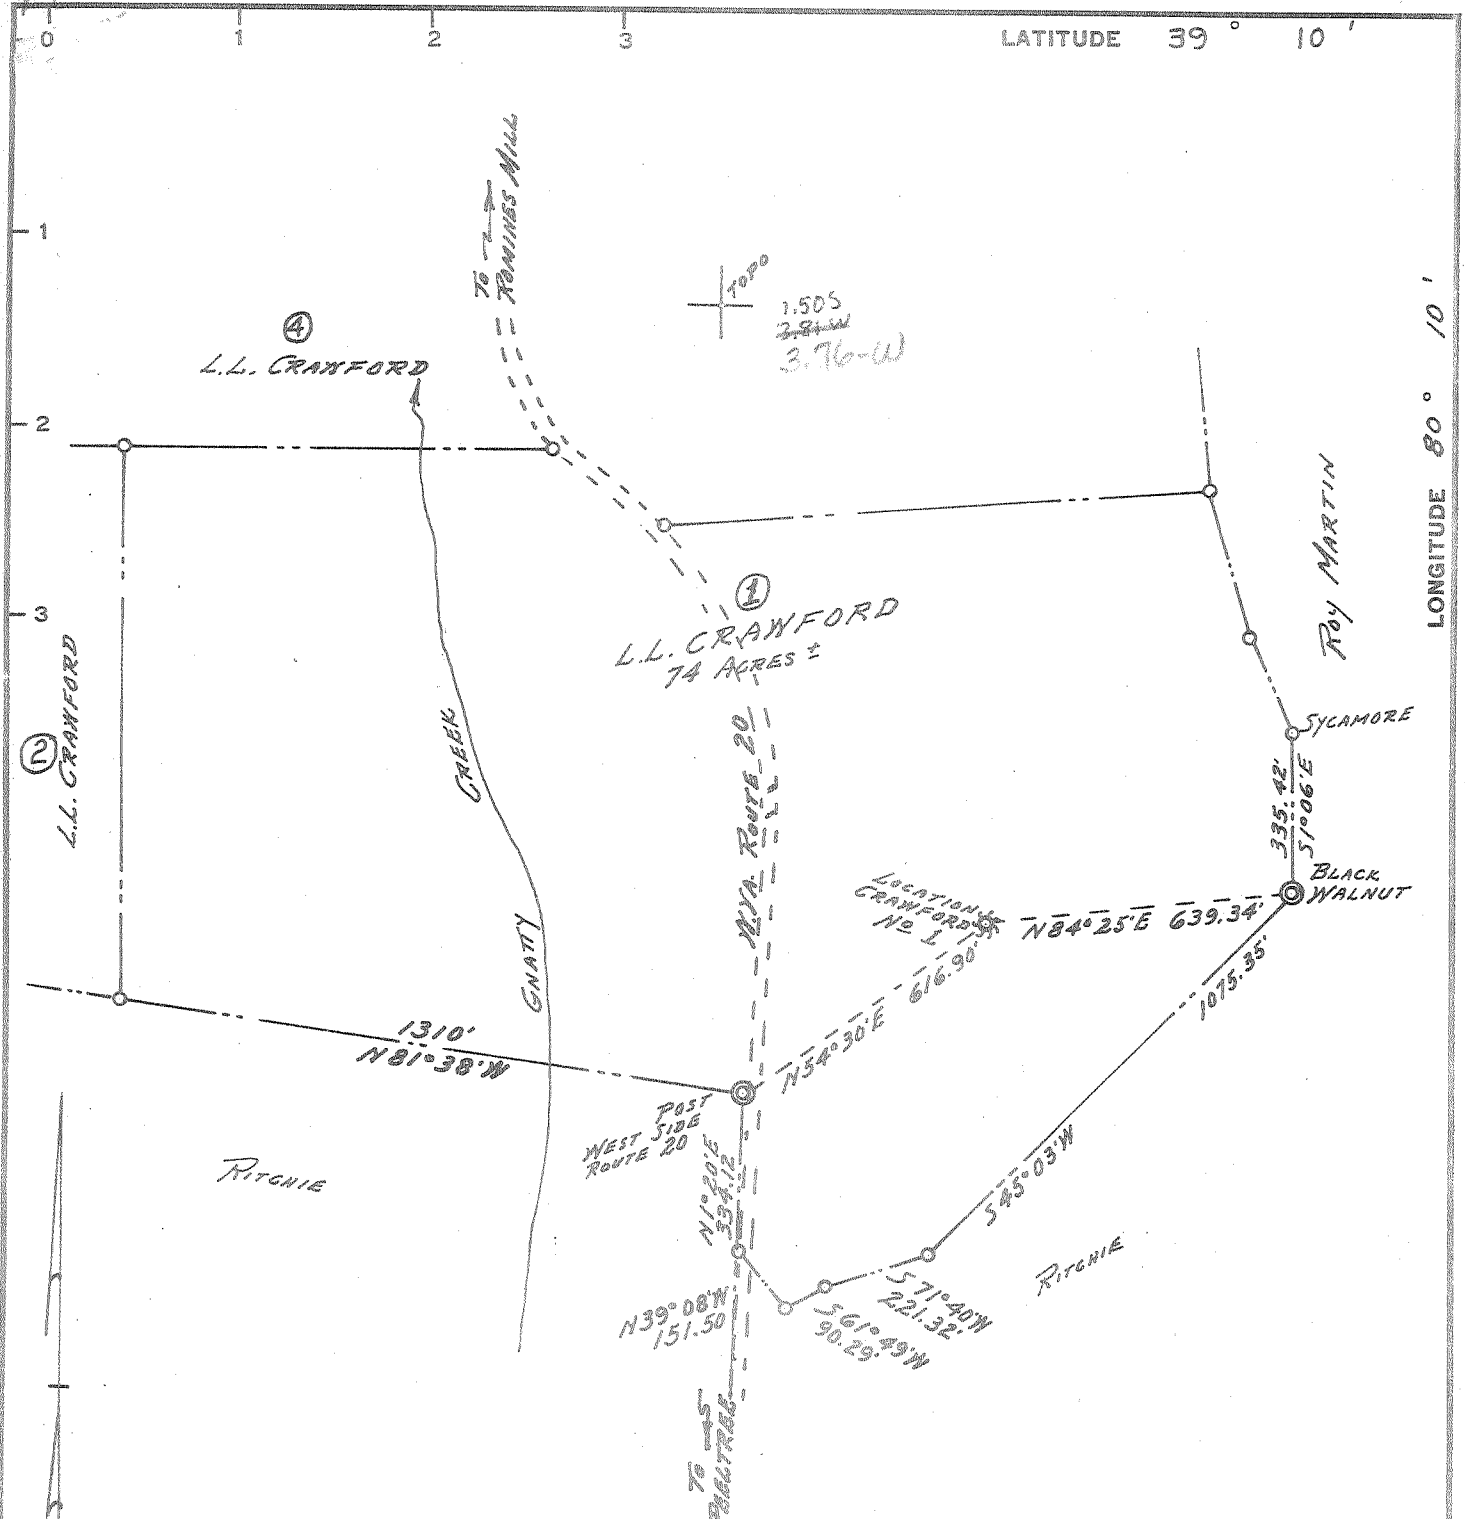 0 1 2 3 LATITUDE 39° 10'
1
2
3
LONGITUDE 80° 10'
TO
ROMINES MILL
TOPO
1.50S
3.76-W
④
L.L. CRAWFORD
ROY MARTIN
①
L.L. CRAWFORD
74 ACRES ±
②
L.L. CRAWFORD
GNATTY CREEK
W.VA. ROUTE 20
SYCAMORE
335.42'
S1°06'E
BLACK
WALNUT
LOCATION
CRAWFORD
Nº 1
N84°25'E 639.34'
N54°30'E 616.90'
1075.35'
S45°03'W
1310'
N81°38'W
POST
WEST SIDE
ROUTE 20
RITCHIE
N1°20'E
334.12
N39°08'W
151.50
S71°40'W
221.32'
S61°49'W
90.29'
RITCHIE
TO
PEELTREE